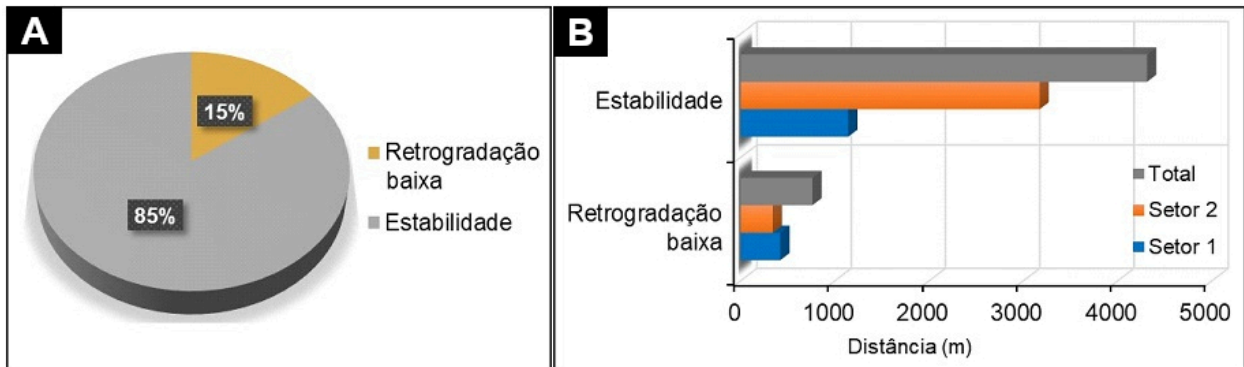 A
15%
85%
Retrogradação
baixa
Estabilidade
B
Estabilidade
Retrogradação
baixa
Total
Setor 2
Setor 1
0 1000 2000 3000 4000 5000
Distância (m)